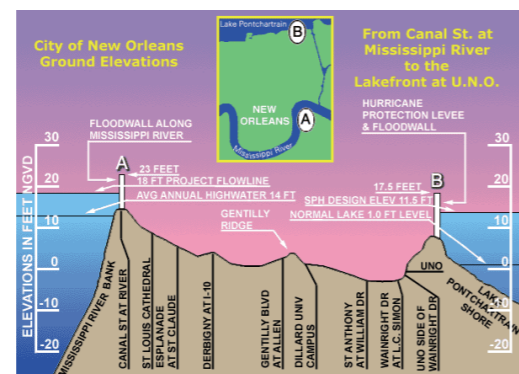 City of New Orleans
Ground Elevations
Lake Pontchartrain
B
NEW
ORLEANS
A
Mississippi River
From Canal St. at
Mississippi River
to the
Lakefront at U.N.O.
FLOODWALL ALONG
MISSISSIPPI RIVER
HURRICANE
PROTECTION LEVEE
& FLOODWALL
ELEVATIONS IN FEET NGVD
30
20
10
0
-10
-20
A
23 FEET
18 FT PROJECT FLOWLINE
AVG ANNUAL HIGHWATER 14 FT
GENTILLY
RIDGE
17.5 FEET
B
SPH DESIGN ELEV 11.5 FT
NORMAL LAKE 1.0 FT LEVEL
30
20
10
0
-10
-20
MISSISSIPPI RIVER BANK
CANAL ST AT RIVER
ST LOUIS CATHEDRAL
ESPLANADE
AT ST CLAUDE
DERBIGNY AT I-10
GENTILLY BLVD
AT ALLEN
DILLARD UNIV
CAMPUS
ST ANTHONY
AT WILLIAM DR
WAINRIGHT DR
AT L.C. SIMON
UNO SIDE OF
WAINRIGHT DR
UNO
LAKE
PONTCHARTRAIN
SHORE